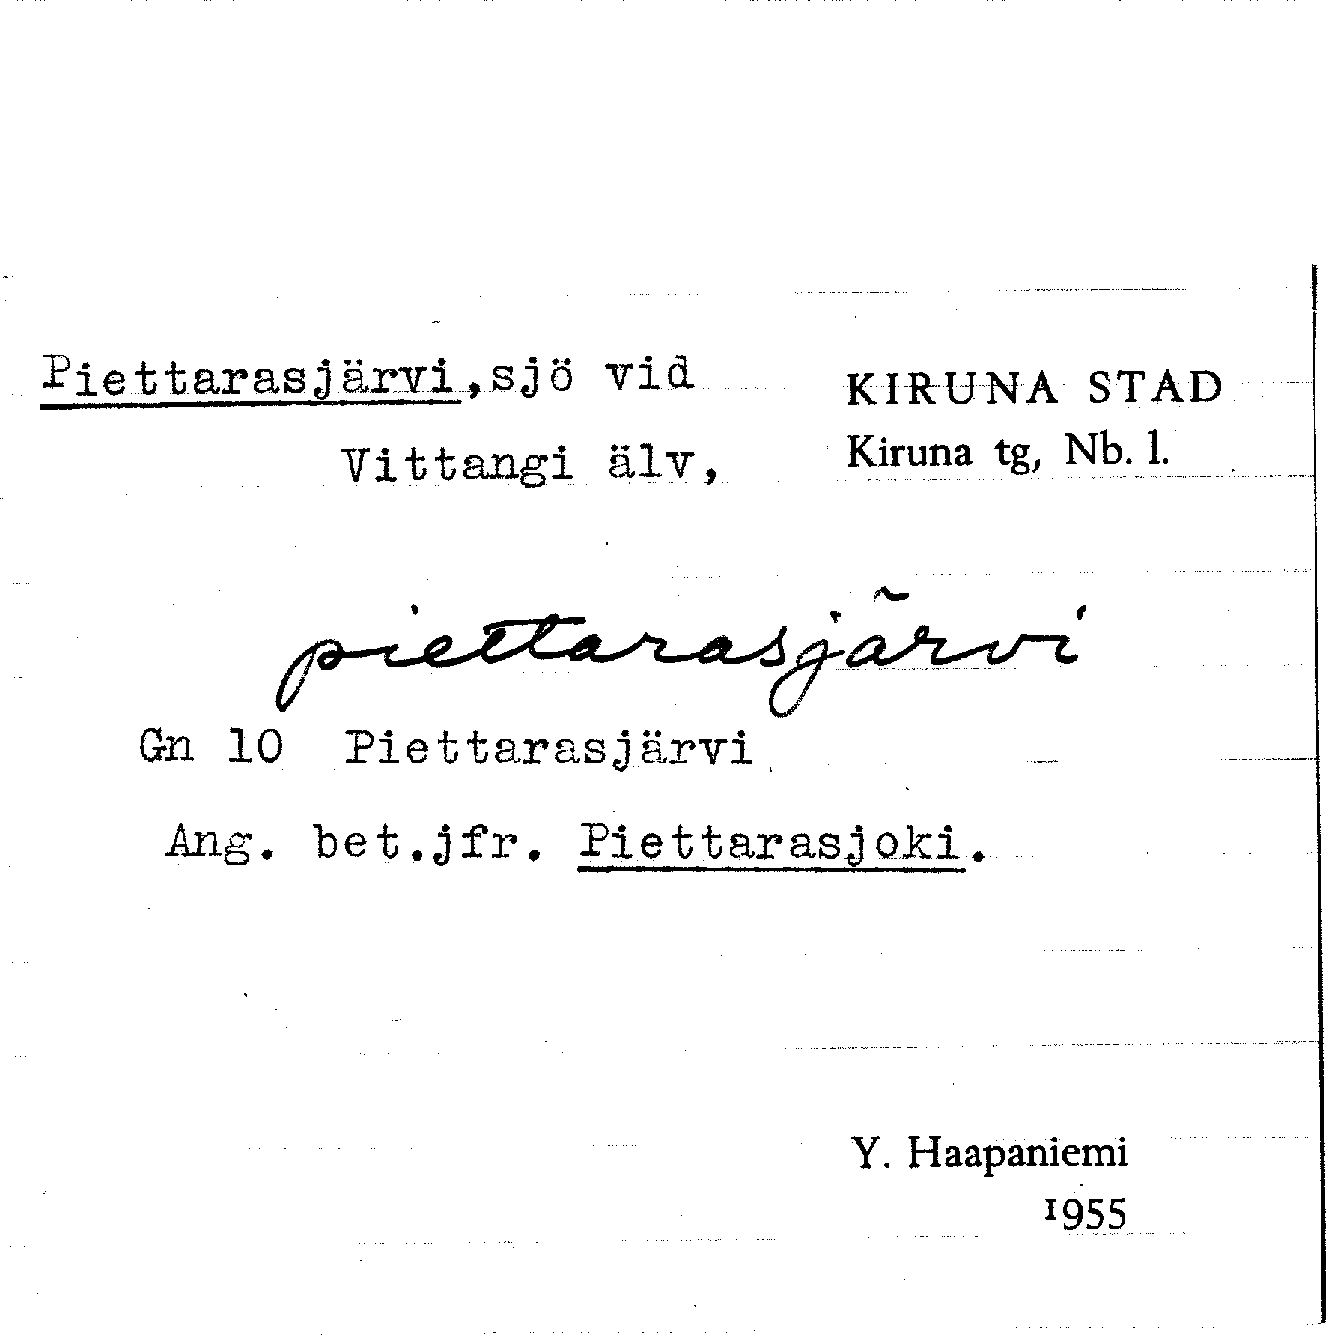 Piettarasjärvi,sjö vid
Vittangi älv,
KIRUNA STAD
Kiruna tg, Nb. l.
piettarasjärvi
Gn 10 Piettarasjärvi
Ang. bet.jfr. Piettarasjoki.
Y. Haapaniemi
1955